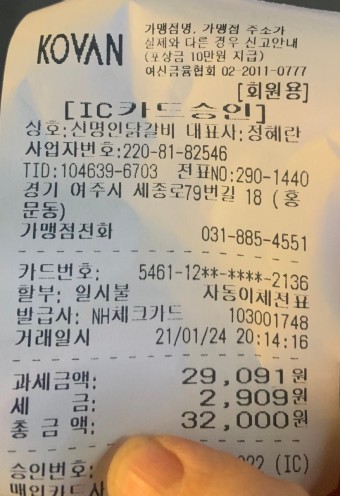 KOVAN
가맹점명, 가맹점 주소가
실제와 다른 경우 신고안내
(포상금 10만원 지급)
여신금융협회 02-2011-0777
[회원용]
[IC카드승인]
상호:신명인닭갈비 대표사:정혜란
사업자번호:220-81-82546
TID:104639-6703 전표NO:290-1440
경기 여주시 세종로79번길 18 (홍
문동)
가맹점전화 031-885-4551
카드번호: 5461-12**-****-2136
할부: 일시불 자동이체전표
발급사: NH체크카드 103001748
거래일시 21/01/24 20:14:16
과세금액: 29,091원
세 금: 2,909원
총 금 액: 32,000원
승인번호: (IC)
매입카드사